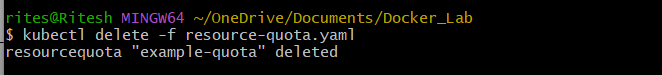 rites@Ritesh MINGW64 ~/OneDrive/Documents/Docker_Lab
$ kubectl delete -f resource-quota.yaml
resourcequota "example-quota" deleted